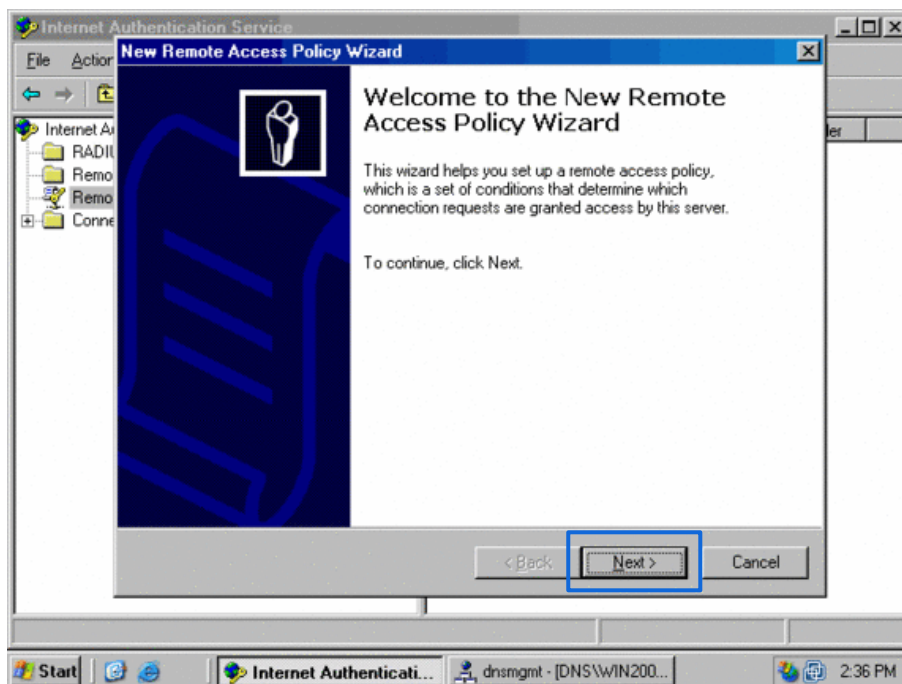 Internet Authentication Service
File Action
New Remote Access Policy Wizard
Internet Au
RADIU
Remo
Remo
Conne
Welcome to the New Remote
Access Policy Wizard
This wizard helps you set up a remote access policy,
which is a set of conditions that determine which
connection requests are granted access by this server.
To continue, click Next.
< Back
Next >
Cancel
Start
Internet Authenticati...
dnsmgmt - [DNS\WIN200...
2:36 PM